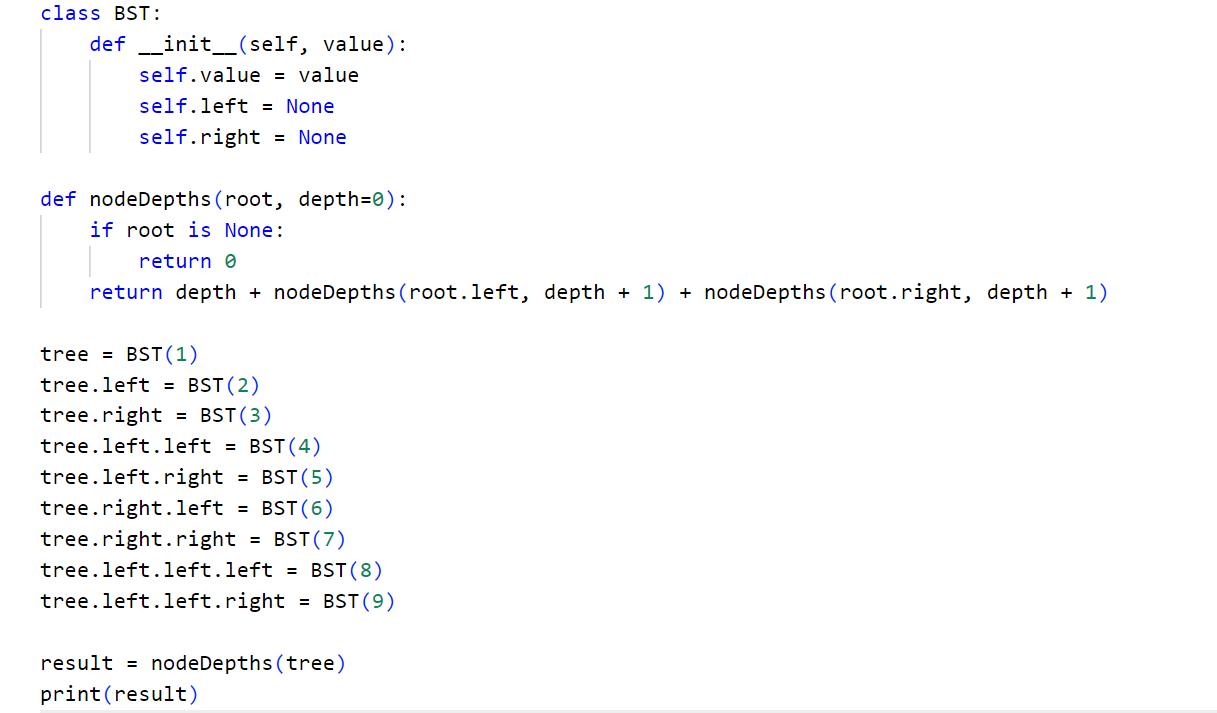 class BST:
    def __init__(self, value):
        self.value = value
        self.left = None
        self.right = None

def nodeDepths(root, depth=0):
    if root is None:
        return 0
    return depth + nodeDepths(root.left, depth + 1) + nodeDepths(root.right, depth + 1)

tree = BST(1)
tree.left = BST(2)
tree.right = BST(3)
tree.left.left = BST(4)
tree.left.right = BST(5)
tree.right.left = BST(6)
tree.right.right = BST(7)
tree.left.left.left = BST(8)
tree.left.left.right = BST(9)

result = nodeDepths(tree)
print(result)